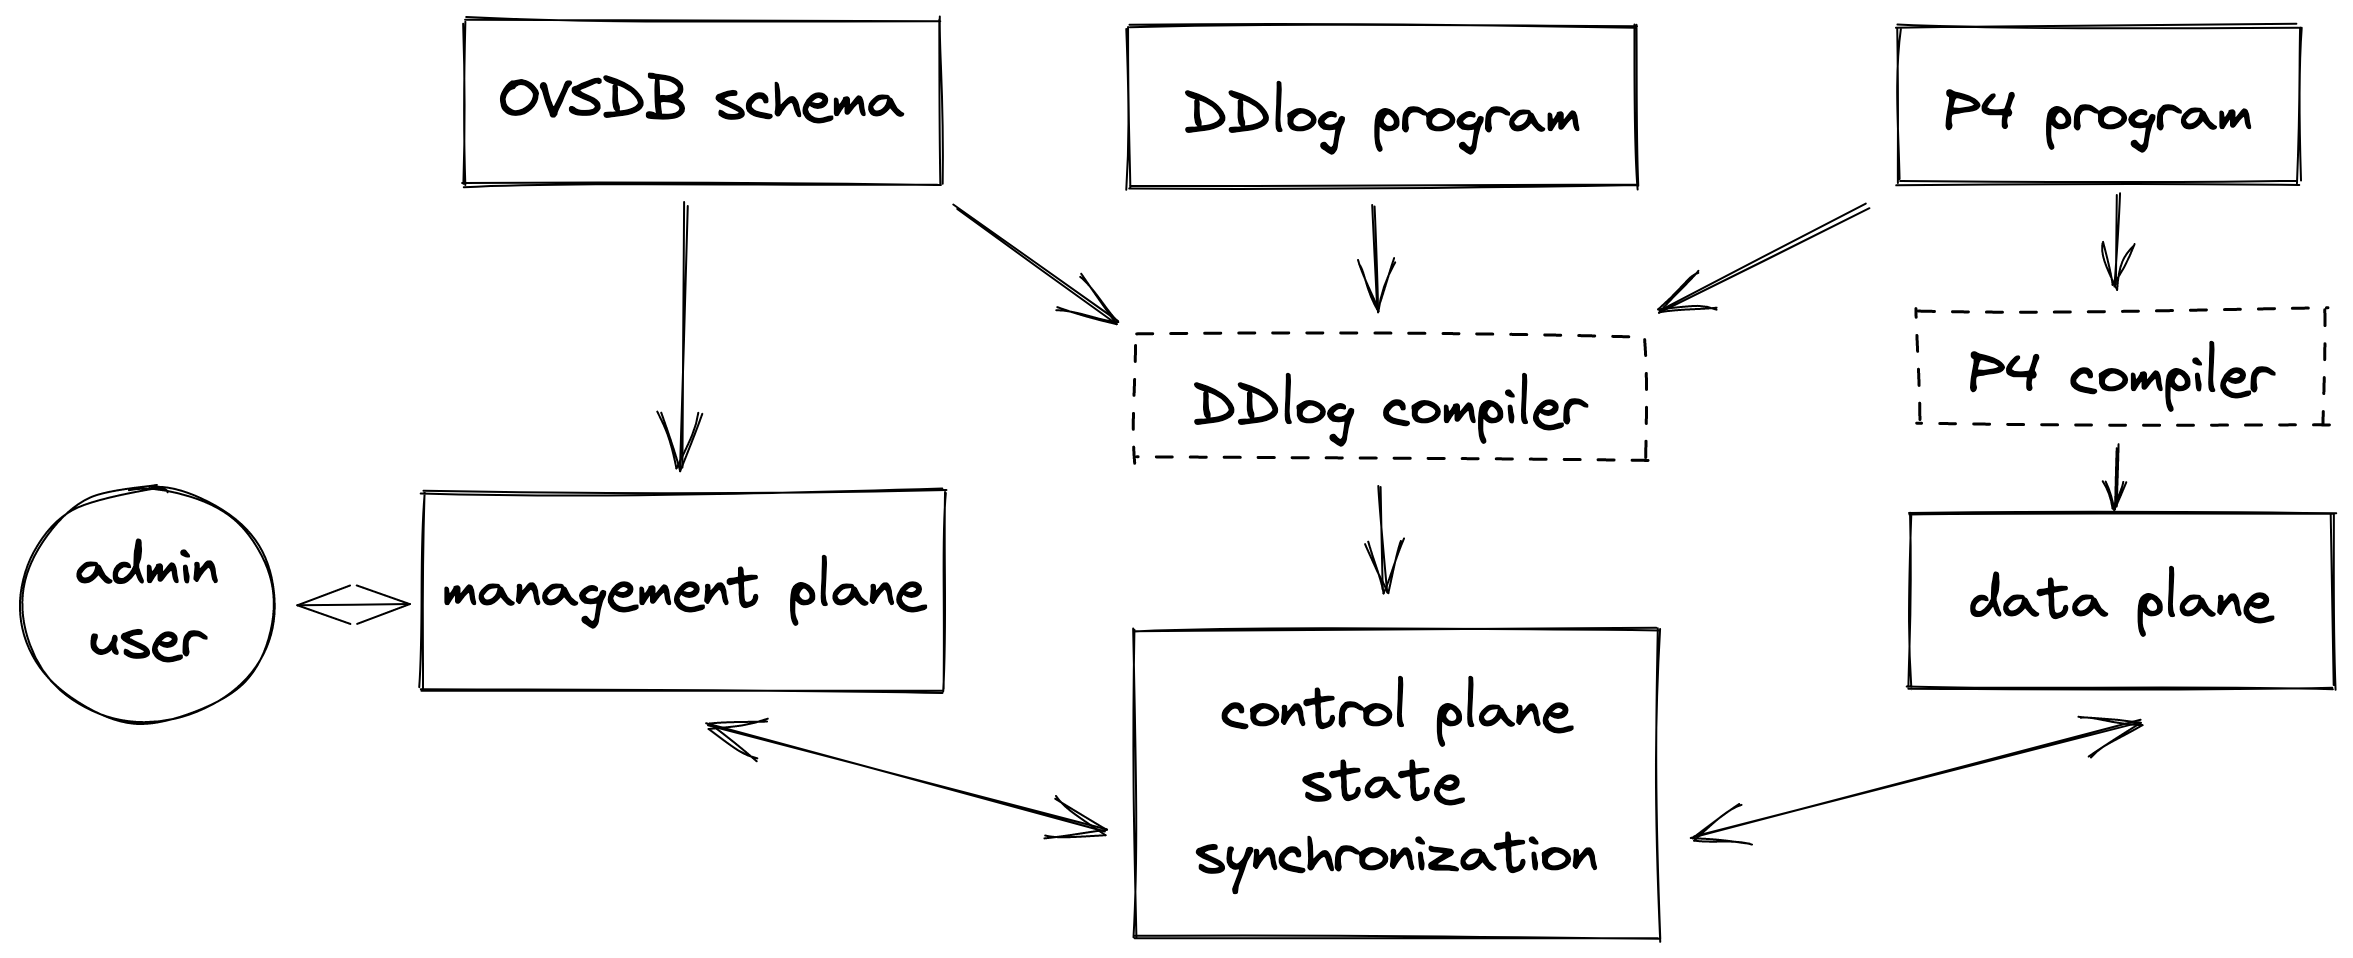 OVSDB schema
DDlog program
P4 program
DDlog compiler
P4 compiler
admin
user
management plane
data plane
control plane
state
synchronization